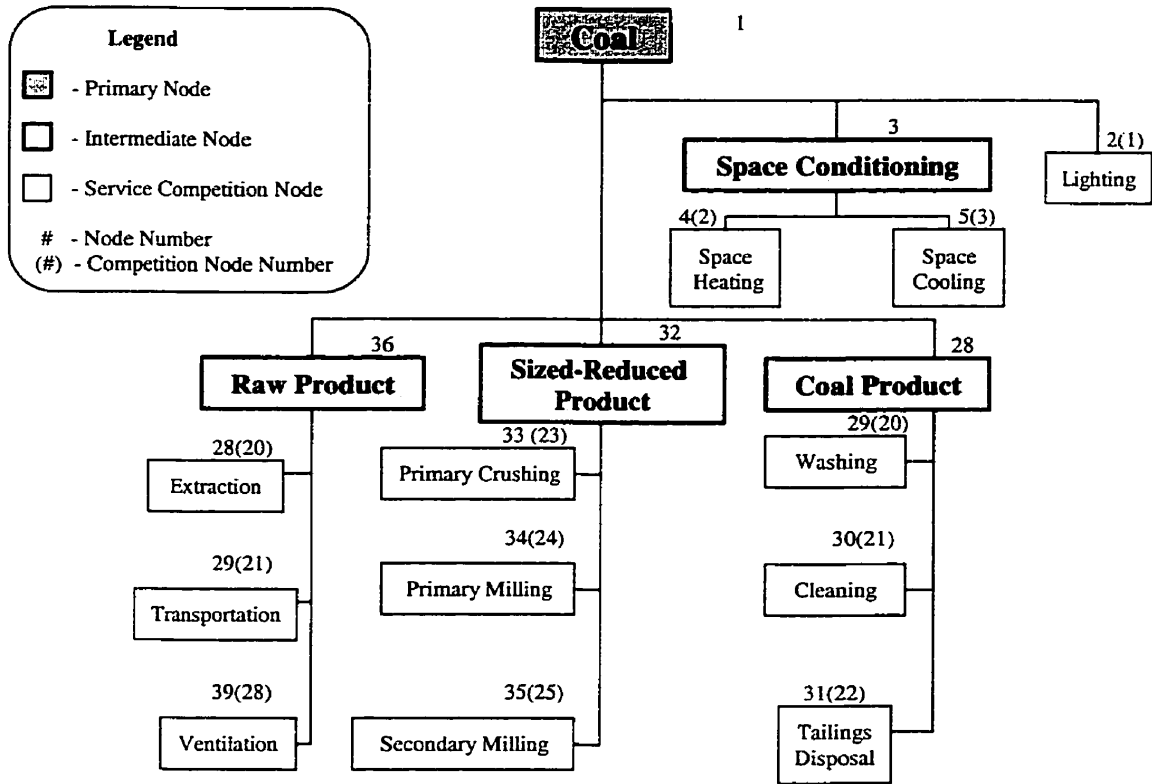 Legend
- Primary Node
- Intermediate Node
- Service Competition Node
# - Node Number
(#) - Competition Node Number
Coal
1
3
Space Conditioning
2(1)
Lighting
4(2)
Space
Heating
5(3)
Space
Cooling
36
Raw Product
32
Sized-Reduced
Product
28
Coal Product
28(20)
Extraction
29(21)
Transportation
39(28)
Ventilation
33 (23)
Primary Crushing
34(24)
Primary Milling
35(25)
Secondary Milling
29(20)
Washing
30(21)
Cleaning
31(22)
Tailings
Disposal